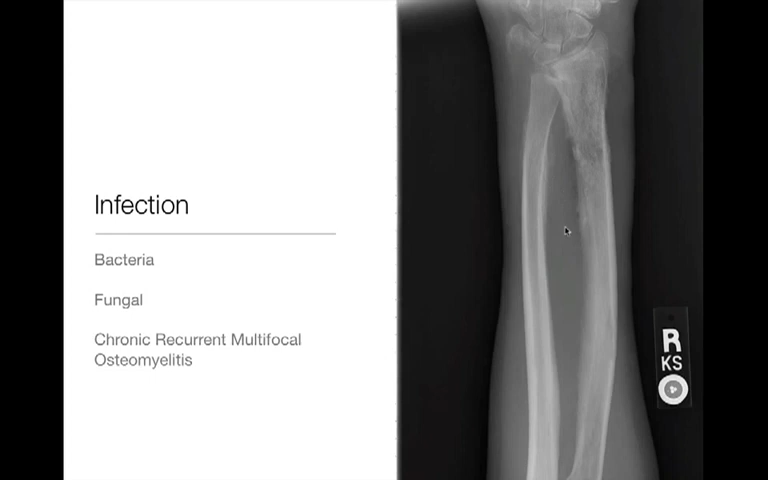 Infection
Bacteria
Fungal
Chronic Recurrent Multifocal
Osteomyelitis
R
KS